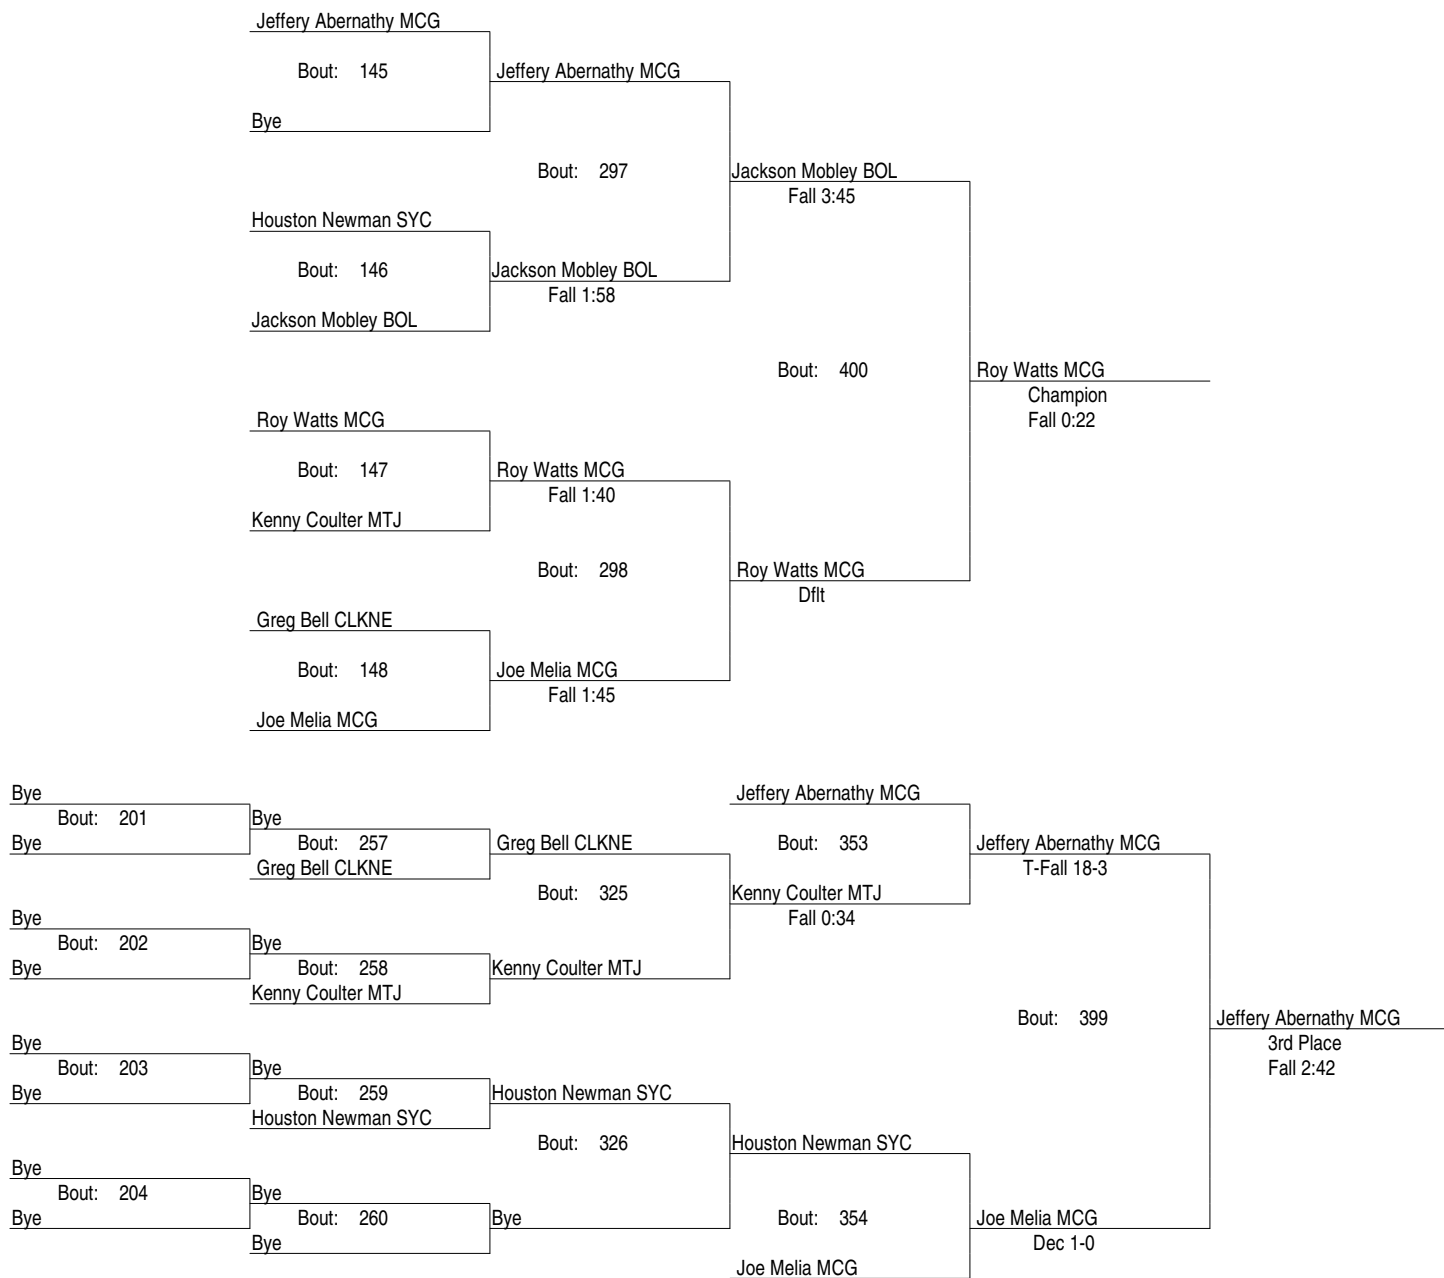 Jeffery Abernathy MCG
Bout: 145
Jeffery Abernathy MCG
Bye
Bout: 297
Jackson Mobley BOL
Fall 3:45
Houston Newman SYC
Bout: 146
Jackson Mobley BOL
Fall 1:58
Jackson Mobley BOL
Bout: 400
Roy Watts MCG
Champion
Fall 0:22
Roy Watts MCG
Bout: 147
Roy Watts MCG
Fall 1:40
Kenny Coulter MTJ
Bout: 298
Roy Watts MCG
Dflt
Greg Bell CLKNE
Bout: 148
Joe Melia MCG
Fall 1:45
Joe Melia MCG
Bye
Bout: 201
Bye
Bye
Bout: 257
Greg Bell CLKNE
Greg Bell CLKNE
Bout: 325
Jeffery Abernathy MCG
Bout: 353
Kenny Coulter MTJ
Fall 0:34
Jeffery Abernathy MCG
T-Fall 18-3
Bye
Bout: 202
Bye
Bye
Bout: 258
Kenny Coulter MTJ
Kenny Coulter MTJ
Bout: 399
Jeffery Abernathy MCG
3rd Place
Fall 2:42
Bye
Bout: 203
Bye
Bye
Bout: 259
Houston Newman SYC
Houston Newman SYC
Bout: 326
Houston Newman SYC
Bye
Bout: 204
Bye
Bye
Bout: 260
Bye
Bye
Bout: 354
Joe Melia MCG
Dec 1-0
Joe Melia MCG